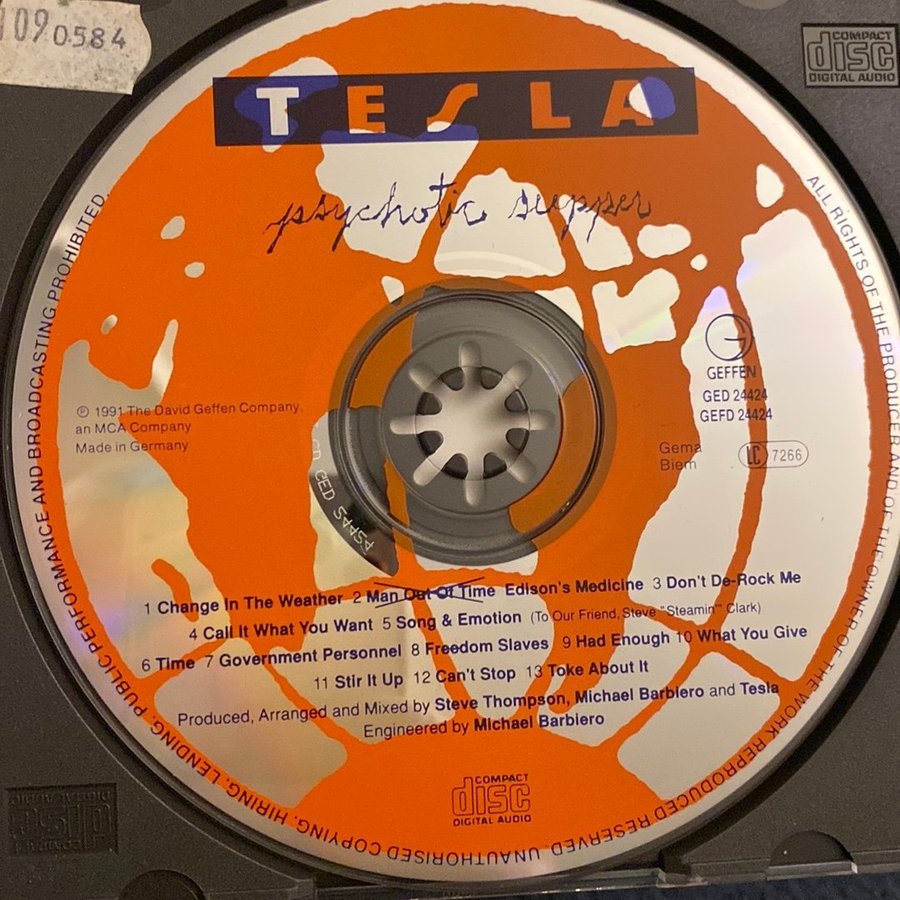 090584
COMPACT
disc
DIGITAL AUDIO
TESLA
psychotic supper
GEFFEN
GED 24424
GEFD 24424
℗ 1991 The David Geffen Company.
an MCA Company
Made in Germany
Gema
Biem
LC 7266
1 Change In The Weather 2 Man Out Of Time Edison's Medicine 3 Don't De-Rock Me
4 Call It What You Want 5 Song & Emotion (To Our Friend, Steve "Steamin'" Clark)
6 Time 7 Government Personnel 8 Freedom Slaves 9 Had Enough 10 What You Give
11 Stir It Up 12 Can't Stop 13 Toke About It
Produced, Arranged and Mixed by Steve Thompson, Michael Barbiero and Tesla
Engineered by Michael Barbiero
COMPACT
disc
DIGITAL AUDIO
ALL RIGHTS OF THE PRODUCER AND OF THE OWNER OF THE WORK REPRODUCED RESERVED. UNAUTHORISED COPYING, HIRING, LENDING, PUBLIC PERFORMANCE AND BROADCASTING PROHIBITED.